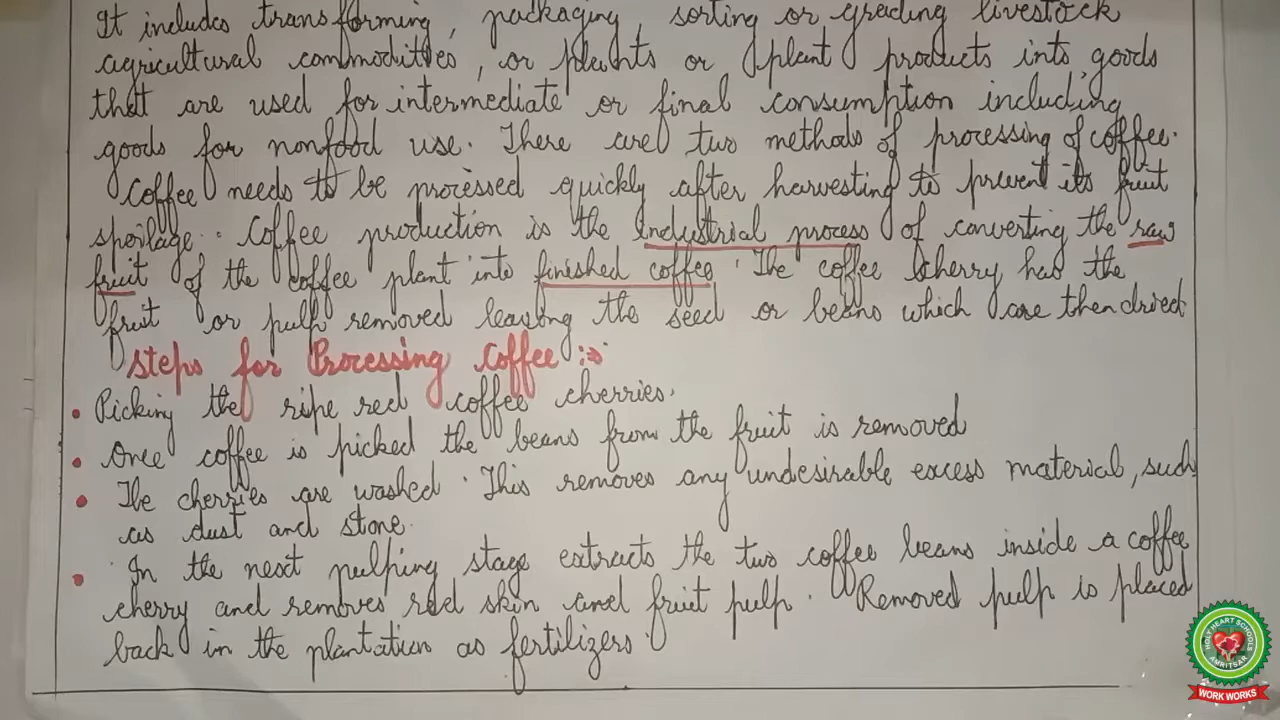 It includes transforming, packaging, sorting or grading livestock
agricultural commodities, or plants or plant products into goods
that are used for intermediate or final consumption including
goods for nonfood use. There are two methods of processing of coffee.
Coffee needs to be processed quickly after harvesting to prevent its fruit
spoilage. Coffee production is the industrial process of converting the raw
fruit of the coffee plant into finished coffee. The coffee cherry has the
fruit or pulp removed leaving the seed or beans which are then dried
Steps for Processing Coffee :→
• Picking the ripe red coffee cherries.
• Once coffee is picked the beans from the fruit is removed
• The cherries are washed. This removes any undesirable excess material, such
as dust and stone.
• In the next pulping stage extracts the two coffee beans inside a coffee
cherry and removes red skin and fruit pulp. Removed pulp is placed
back in the plantation as fertilizers.
HOLY HEART SCHOOLS
AMRITSAR
WORK WORKS